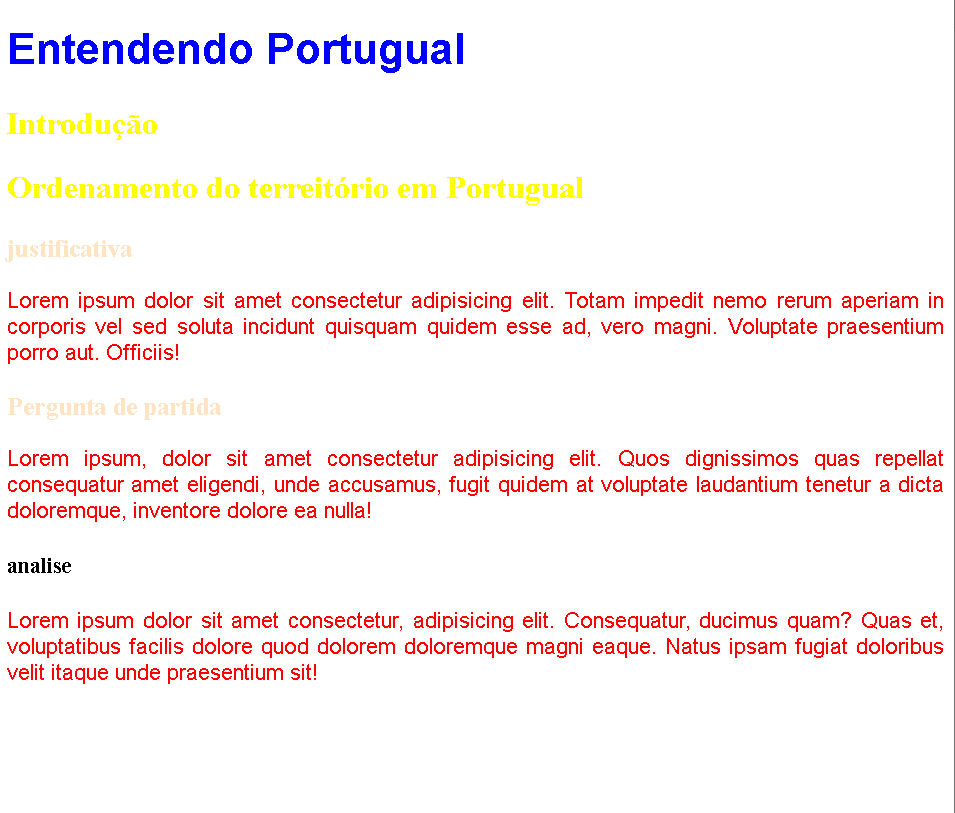 Entendendo Portugual
Introdução
Ordenamento do terreitório em Portugual
justificativa
Lorem ipsum dolor sit amet consectetur adipisicing elit. Totam impedit nemo rerum aperiam in
corporis vel sed soluta incidunt quisquam quidem esse ad, vero magni. Voluptate praesentium
porro aut. Officiis!
Pergunta de partida
Lorem ipsum, dolor sit amet consectetur adipisicing elit. Quos dignissimos quas repellat
consequatur amet eligendi, unde accusamus, fugit quidem at voluptate laudantium tenetur a dicta
doloremque, inventore dolore ea nulla!
analise
Lorem ipsum dolor sit amet consectetur, adipisicing elit. Consequatur, ducimus quam? Quas et,
voluptatibus facilis dolore quod dolorem doloremque magni eaque. Natus ipsam fugiat doloribus
velit itaque unde praesentium sit!